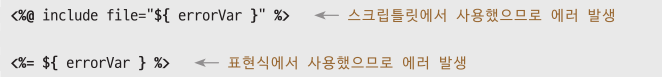 <%@ include file="${ errorVar }" %> ← 스크립틀릿에서 사용했으므로 에러 발생
<%= ${ errorVar } %> ← 표현식에서 사용했으므로 에러 발생